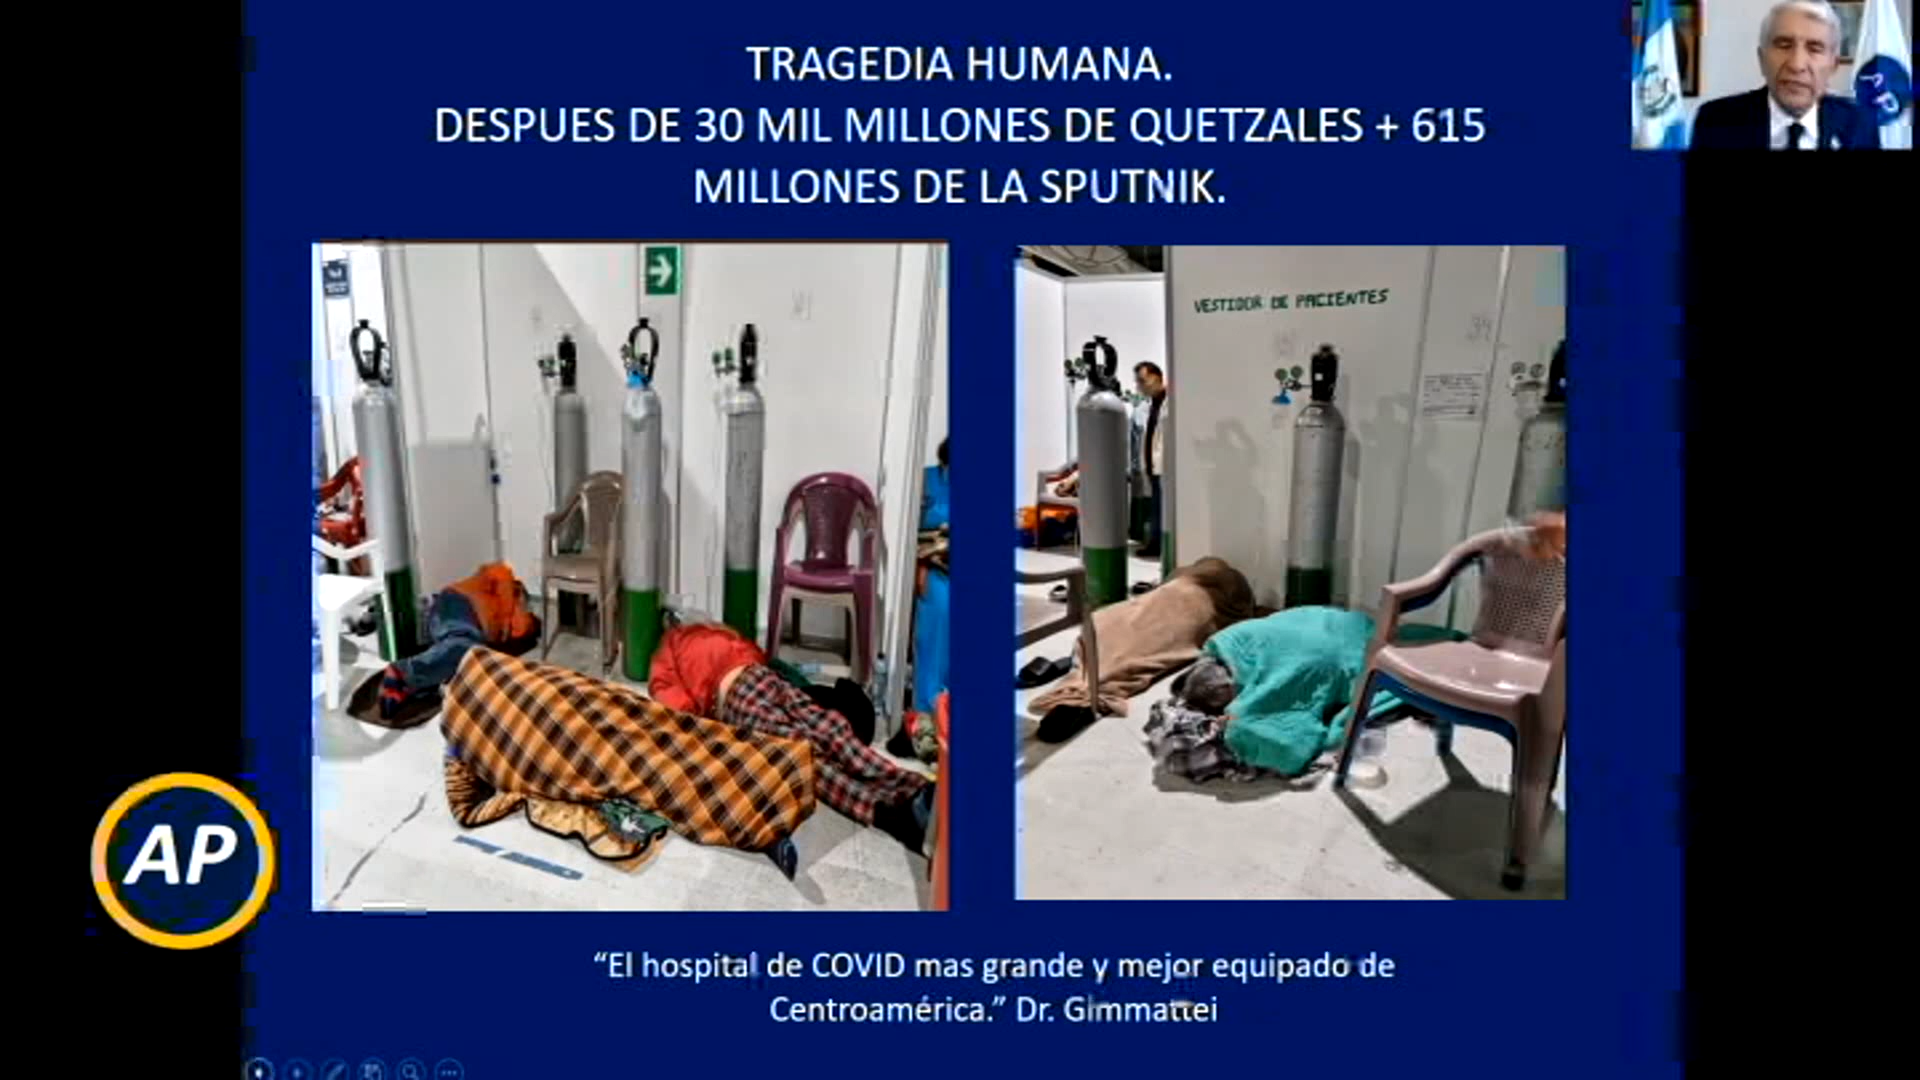 TRAGEDIA HUMANA.
DESPUES DE 30 MIL MILLONES DE QUETZALES + 615
MILLONES DE LA SPUTNIK.
VESTIDOR DE PACIENTES
AP
"El hospital de COVID mas grande y mejor equipado de
Centroamérica." Dr. Gimmattei